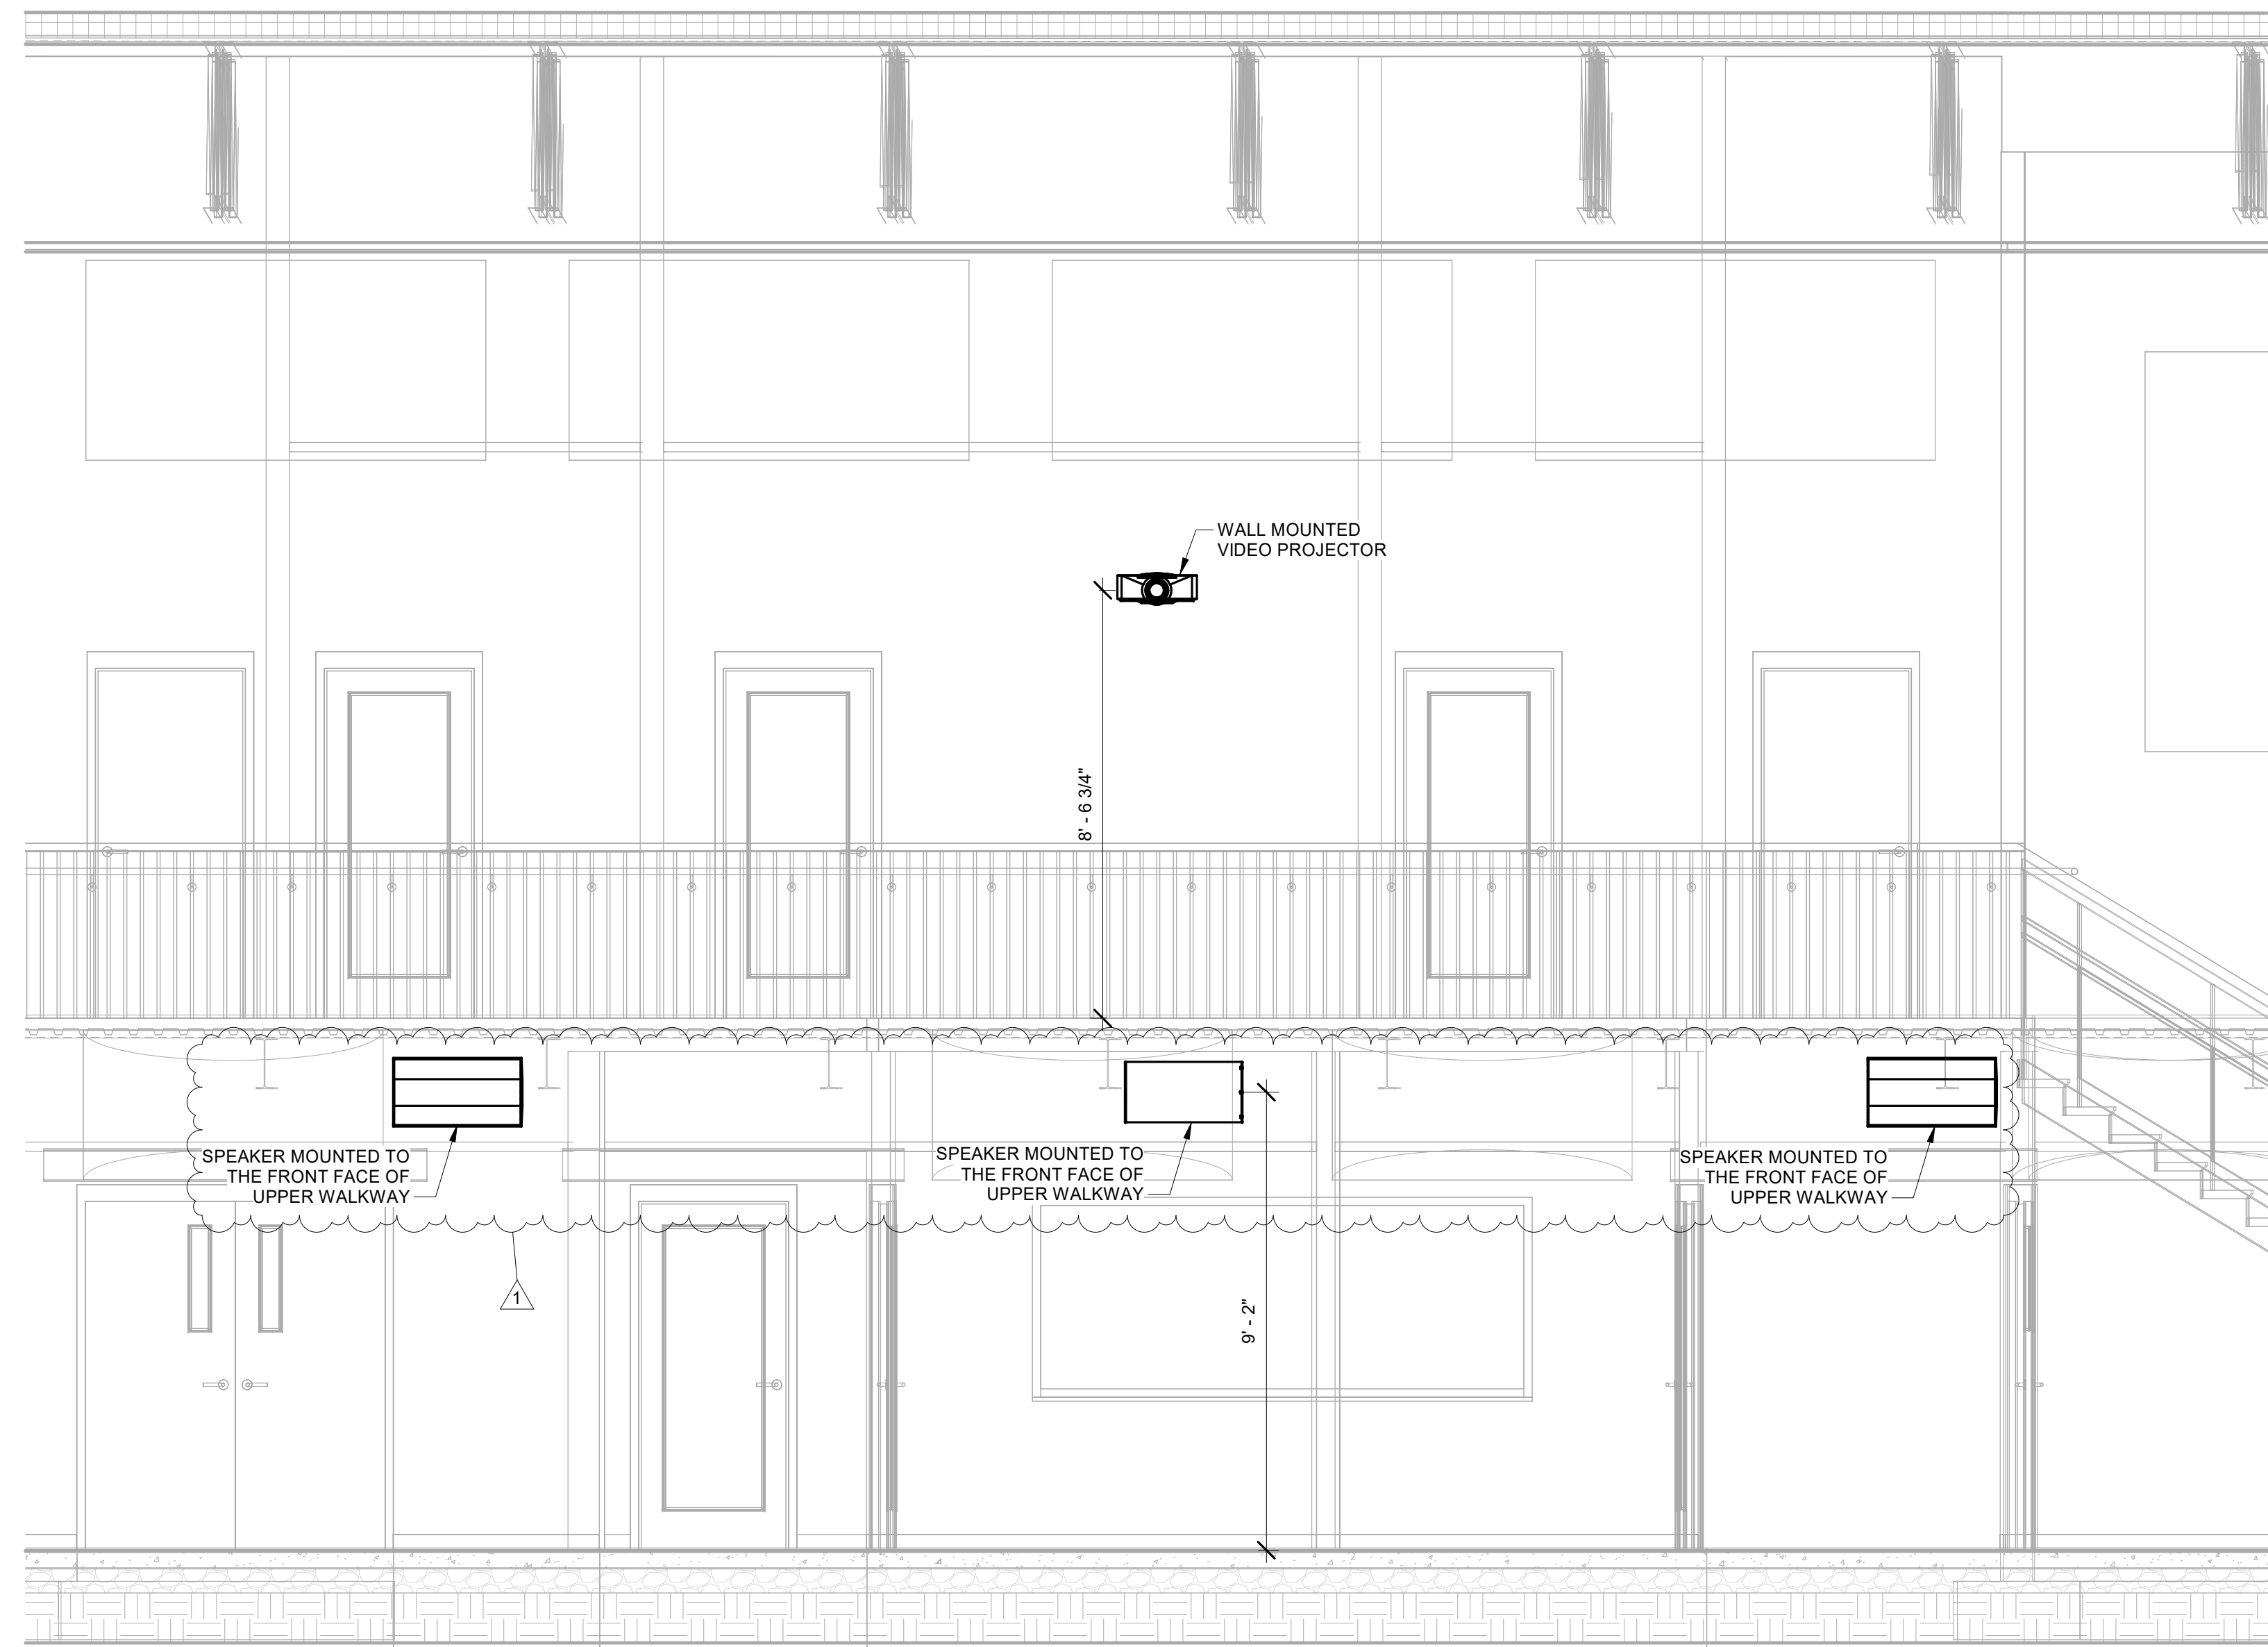 WALL MOUNTED
VIDEO PROJECTOR
8' - 6 3/4"
SPEAKER MOUNTED TO
THE FRONT FACE OF
UPPER WALKWAY
SPEAKER MOUNTED TO
THE FRONT FACE OF
UPPER WALKWAY
SPEAKER MOUNTED TO
THE FRONT FACE OF
UPPER WALKWAY
1
9' - 2"